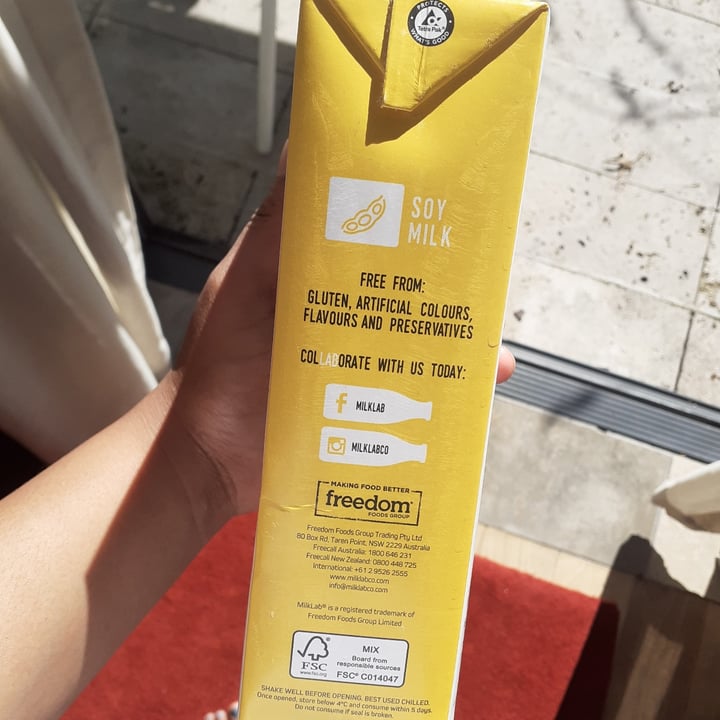 PROTECTS
Tetra Pak®
WHAT'S GOOD
SOY
MILK
FREE FROM:
GLUTEN, ARTIFICIAL COLOURS,
FLAVOURS AND PRESERVATIVES
COLLABORATE WITH US TODAY:
MILKLAB
MILKLABCO
MAKING FOOD BETTER
freedom
FOODS GROUP
Freedom Foods Group Trading Pty Ltd
80 Box Rd, Taren Point, NSW 2229 Australia
Freecall Australia: 1800 646 231
Freecall New Zealand: 0800 448 725
International: +61 2 9526 2555
www.milklabco.com
info@milklabco.com
MilkLab® is a registered trademark of
Freedom Foods Group Limited
FSC
www.fsc.org
MIX
Board from
responsible sources
FSC® C014047
SHAKE WELL BEFORE OPENING. BEST USED CHILLED.
Once opened, store below 4°C and consume within 5 days.
Do not consume if seal is broken.